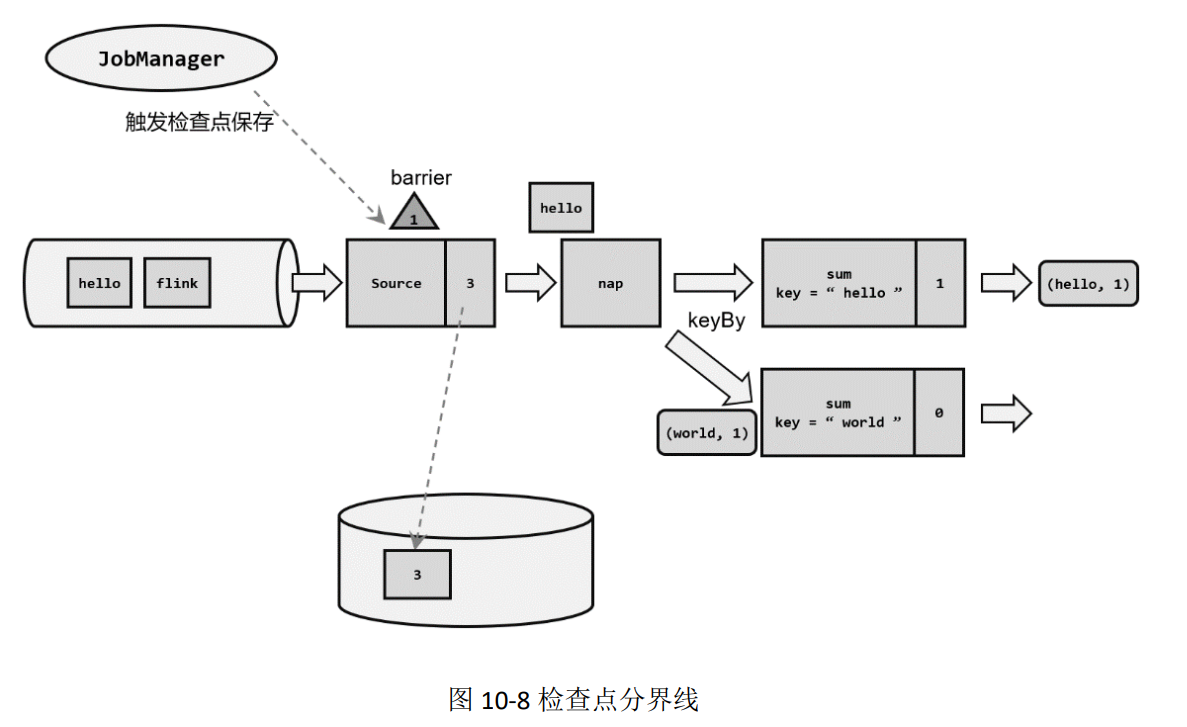 JobManager
触发检查点保存
barrier
1
hello
hello
flink
Source
3
nap
sum
key = “ hello ”
1
(hello, 1)
keyBy
(world, 1)
sum
key = “ world ”
0
3
图 10-8 检查点分界线